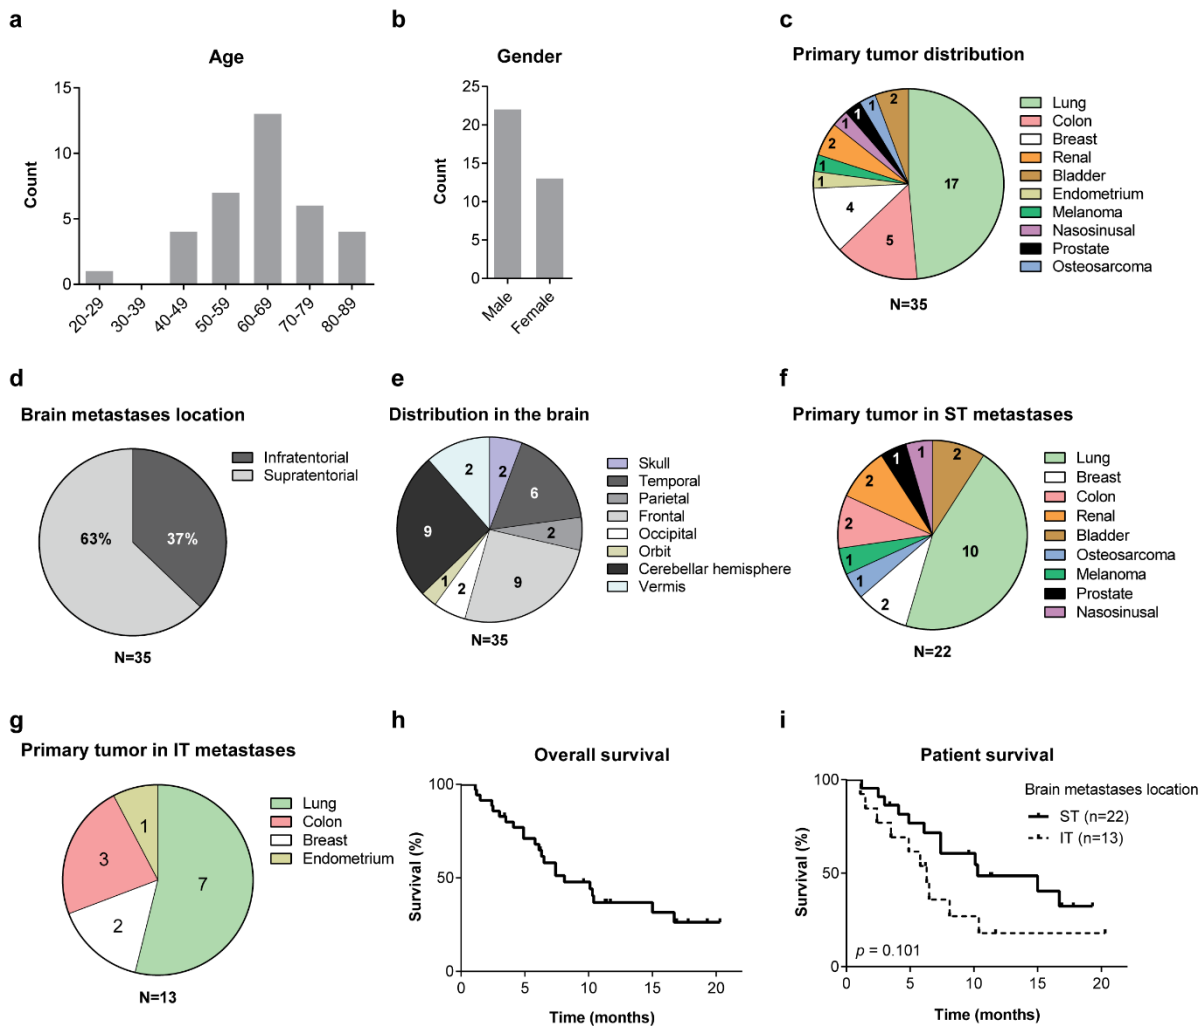 a
Age
15
10
5
0
Count
20-29
30-39
40-49
50-59
60-69
70-79
80-89
b
Gender
25
20
15
10
5
0
Count
Male
Female
c
Primary tumor distribution
2
1
1
1
2
1
1
4
5
17
N=35
Lung
Colon
Breast
Renal
Bladder
Endometrium
Melanoma
Nasosinusal
Prostate
Osteosarcoma
d
Brain metastases location
63%
37%
N=35
Infratentorial
Supratentorial
e
Distribution in the brain
2
2
6
2
9
2
1
9
N=35
Skull
Temporal
Parietal
Frontal
Occipital
Orbit
Cerebellar hemisphere
Vermis
f
Primary tumor in ST metastases
1
1
2
2
2
1
1
2
10
N=22
Lung
Breast
Colon
Renal
Bladder
Osteosarcoma
Melanoma
Prostate
Nasosinusal
g
Primary tumor in IT metastases
1
3
2
7
N=13
Lung
Colon
Breast
Endometrium
h
Overall survival
100
50
0
Survival (%)
0 5 10 15 20
Time (months)
i
Patient survival
100
50
0
Survival (%)
Brain metastases location
ST (n=22)
IT (n=13)
p = 0.101
0 5 10 15 20
Time (months)